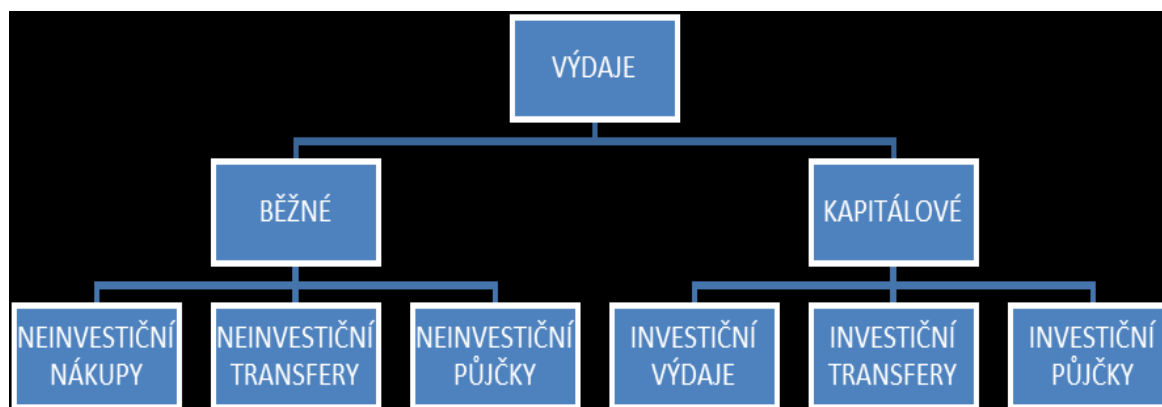 VÝDAJE
BĚŽNÉ
KAPITÁLOVÉ
NEINVESTIČNÍ
NÁKUPY
NEINVESTIČNÍ
TRANSFERY
NEINVESTIČNÍ
PŮJČKY
INVESTIČNÍ
VÝDAJE
INVESTIČNÍ
TRANSFERY
INVESTIČNÍ
PŮJČKY